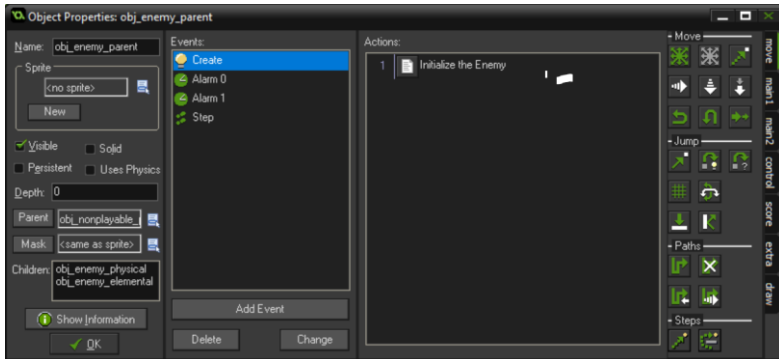 Object Properties: obj_enemy_parent
Name: obj_enemy_parent
Sprite
<no sprite>
New
Visible
Solid
Persistent
Uses Physics
Depth: 0
Parent obj_nonplayable_
Mask <same as sprite>
Children: obj_enemy_physical
obj_enemy_elemental
Show Information
OK
Events:
Create
Alarm 0
Alarm 1
Step
Add Event
Delete
Change
Actions:
1 Initialize the Enemy
Move
Jump
Paths
Steps
move
main1
main2
control
score
extra
draw